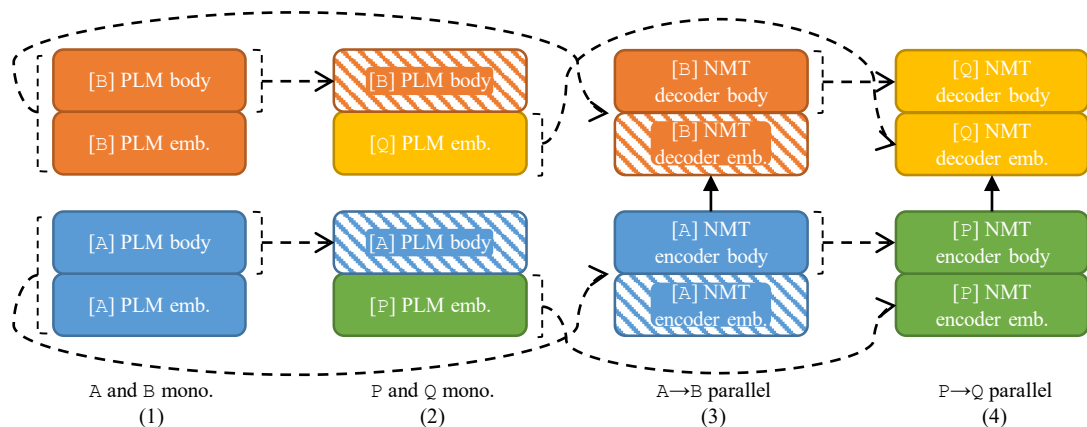 [B] PLM body
[B] PLM emb.
[A] PLM body
[A] PLM emb.
A and B mono.
(1)
[B] PLM body
[Q] PLM emb.
[A] PLM body
[P] PLM emb.
P and Q mono.
(2)
[B] NMT
decoder body
[B] NMT
decoder emb.
[A] NMT
encoder body
[A] NMT
encoder emb.
A→B parallel
(3)
[Q] NMT
decoder body
[Q] NMT
decoder emb.
[P] NMT
encoder body
[P] NMT
encoder emb.
P→Q parallel
(4)